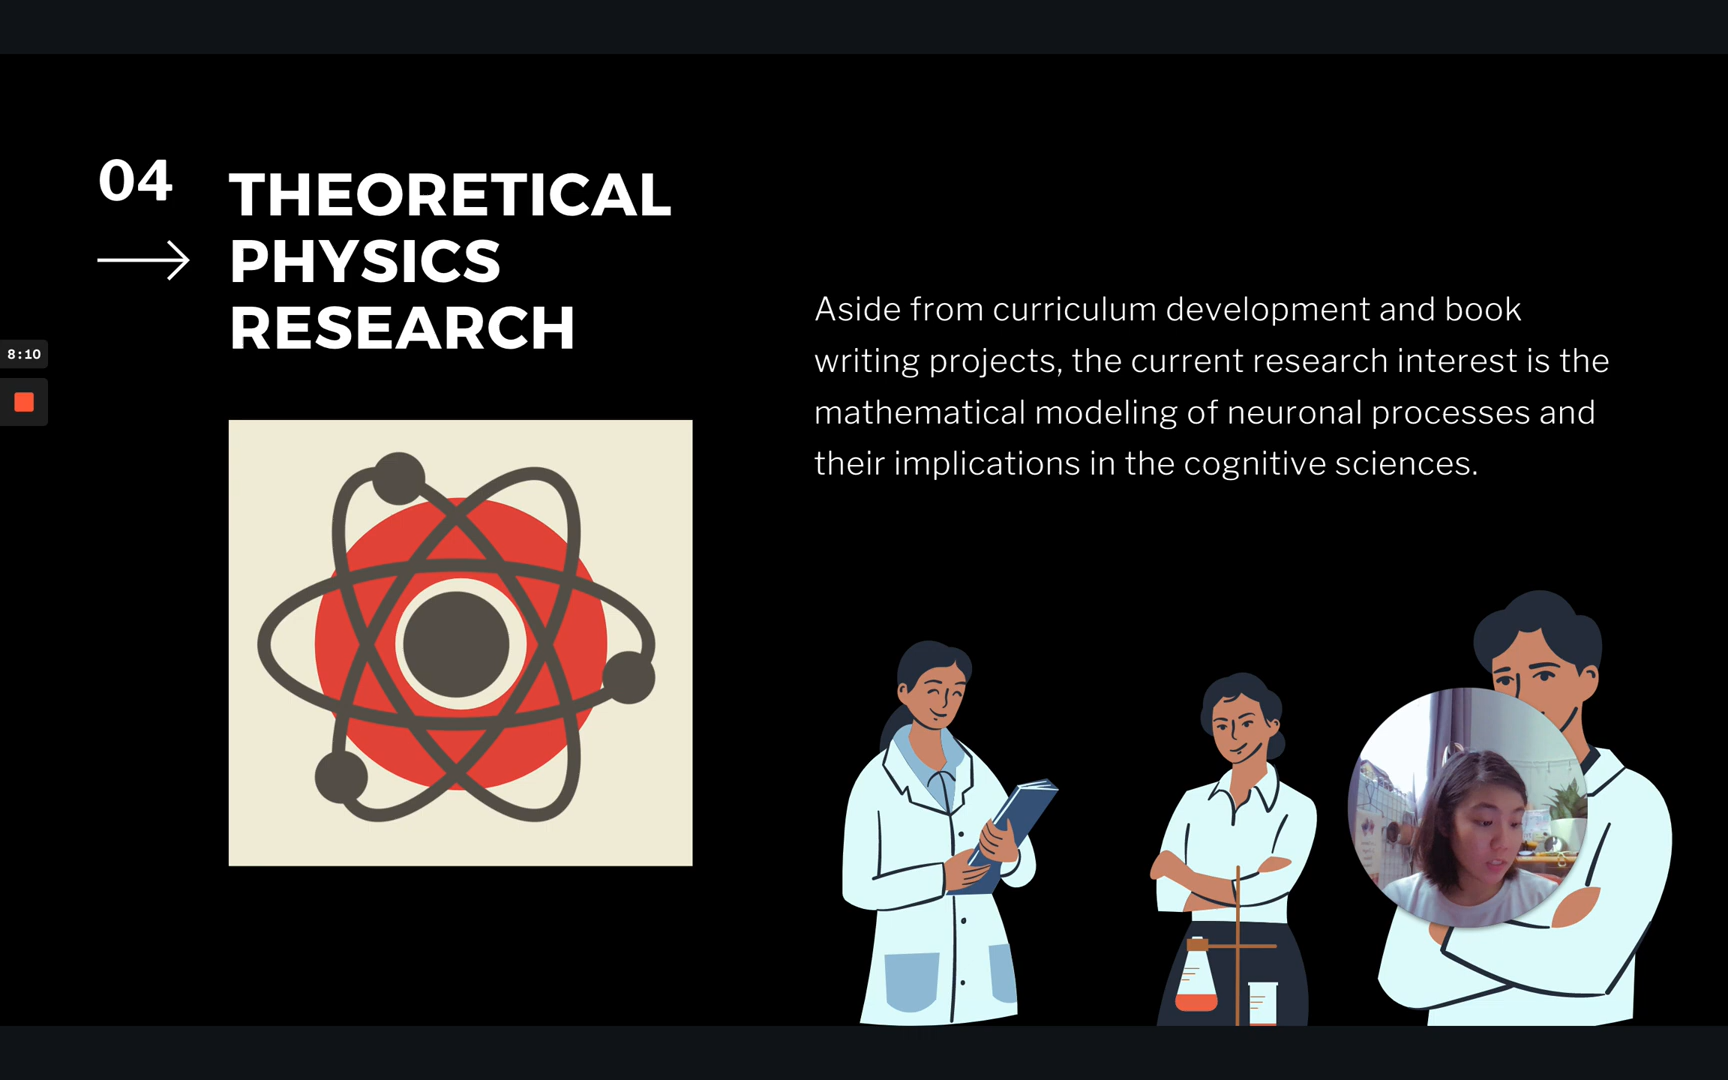 04
THEORETICAL
PHYSICS
RESEARCH
8:10
Aside from curriculum development and book
writing projects, the current research interest is the
mathematical modeling of neuronal processes and
their implications in the cognitive sciences.